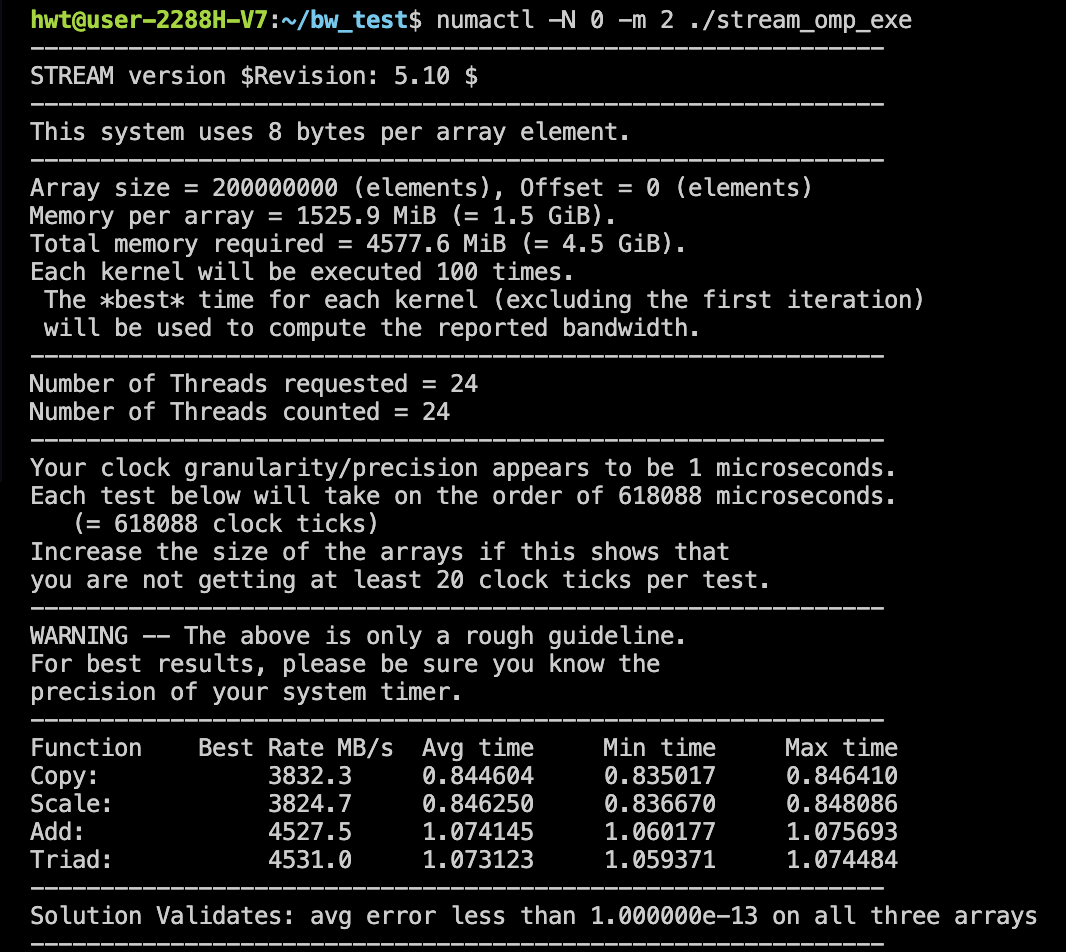 hwt@user-2288H-V7:~/bw_test$ numactl -N 0 -m 2 ./stream_omp_exe
-------------------------------------------------------------
STREAM version $Revision: 5.10 $
-------------------------------------------------------------
This system uses 8 bytes per array element.
-------------------------------------------------------------
Array size = 200000000 (elements), Offset = 0 (elements)
Memory per array = 1525.9 MiB (= 1.5 GiB).
Total memory required = 4577.6 MiB (= 4.5 GiB).
Each kernel will be executed 100 times.
 The *best* time for each kernel (excluding the first iteration)
 will be used to compute the reported bandwidth.
-------------------------------------------------------------
Number of Threads requested = 24
Number of Threads counted = 24
-------------------------------------------------------------
Your clock granularity/precision appears to be 1 microseconds.
Each test below will take on the order of 618088 microseconds.
   (= 618088 clock ticks)
Increase the size of the arrays if this shows that
you are not getting at least 20 clock ticks per test.
-------------------------------------------------------------
WARNING -- The above is only a rough guideline.
For best results, please be sure you know the
precision of your system timer.
-------------------------------------------------------------
Function    Best Rate MB/s  Avg time     Min time     Max time
Copy:            3832.3     0.844604     0.835017     0.846410
Scale:           3824.7     0.846250     0.836670     0.848086
Add:             4527.5     1.074145     1.060177     1.075693
Triad:           4531.0     1.073123     1.059371     1.074484
-------------------------------------------------------------
Solution Validates: avg error less than 1.000000e-13 on all three arrays
-------------------------------------------------------------